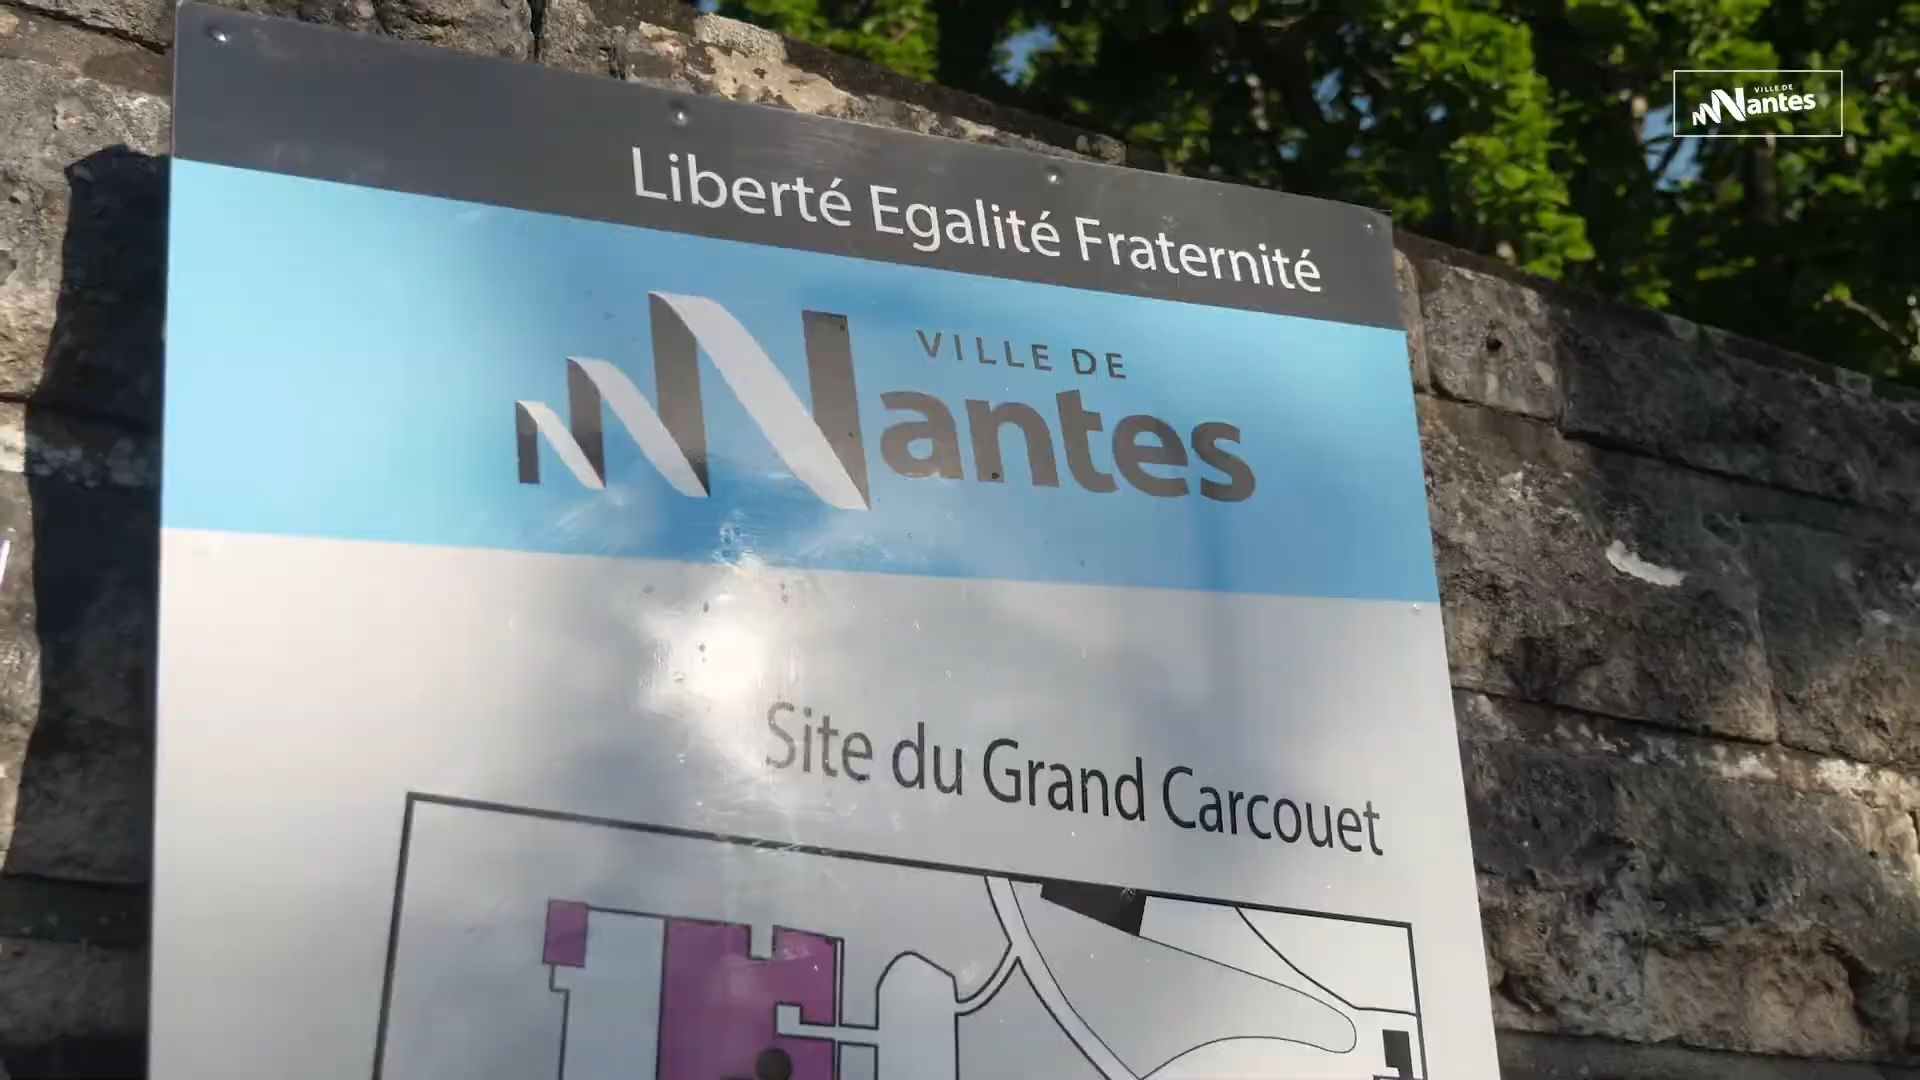 Liberté Egalité Fraternité
VILLE DE
Nantes
VILLE DE
Nantes
Site du Grand Carcouet